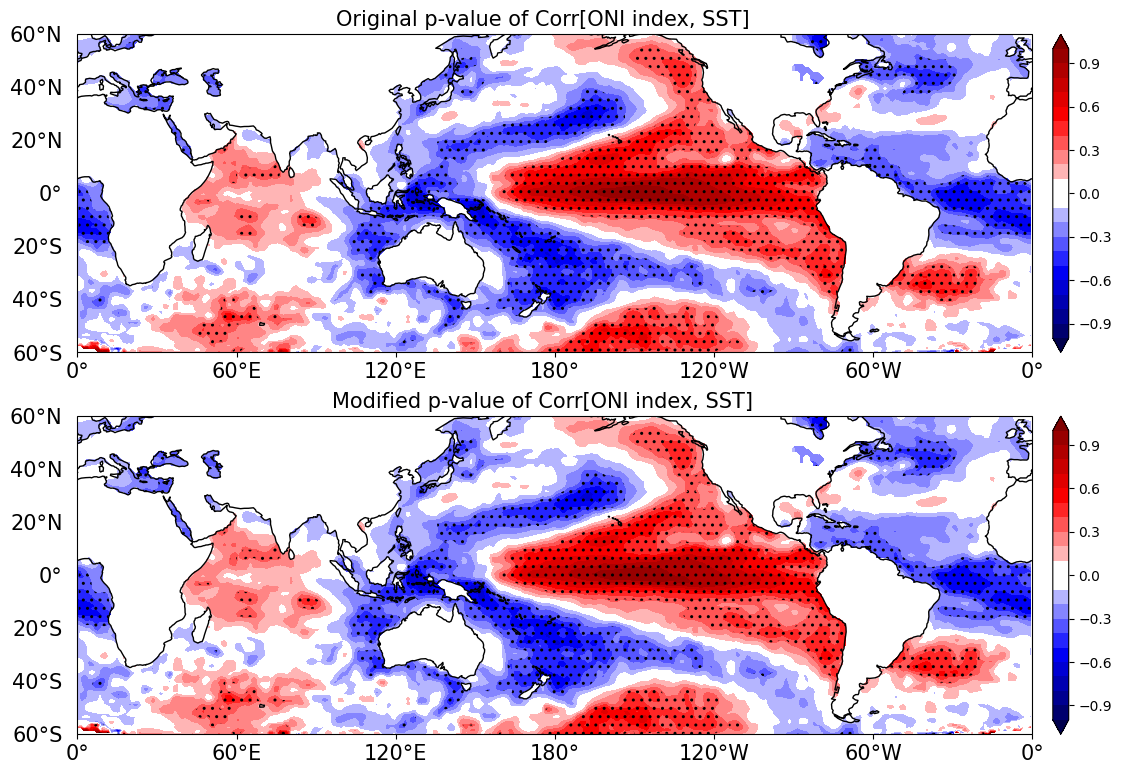 Original p-value of Corr[ONI index, SST]
60°N
40°N
20°N
0°
20°S
40°S
60°S
0° 60°E 120°E 180° 120°W 60°W 0°
0.9
0.6
0.3
0.0
−0.3
−0.6
−0.9
Modified p-value of Corr[ONI index, SST]
60°N
40°N
20°N
0°
20°S
40°S
60°S
0° 60°E 120°E 180° 120°W 60°W 0°
0.9
0.6
0.3
0.0
−0.3
−0.6
−0.9